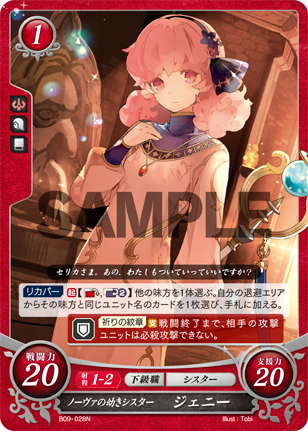 1
SAMPLE
セリカさま。あの、わたしもついていっていいですか?
リカバー 起【 、 2】他の味方を1体選ぶ。自分の退避エリア
からその味方と同じユニット名のカードを1枚選び、手札に加える。
祈りの紋章 支 戦闘終了まで、相手の攻撃
ユニットは必殺攻撃できない。
戦闘力 20
射程 1-2 下級職 シスター
支援力 20
ノーヴァの幼きシスター ジェニー
B09-028N
Illust : Tobi